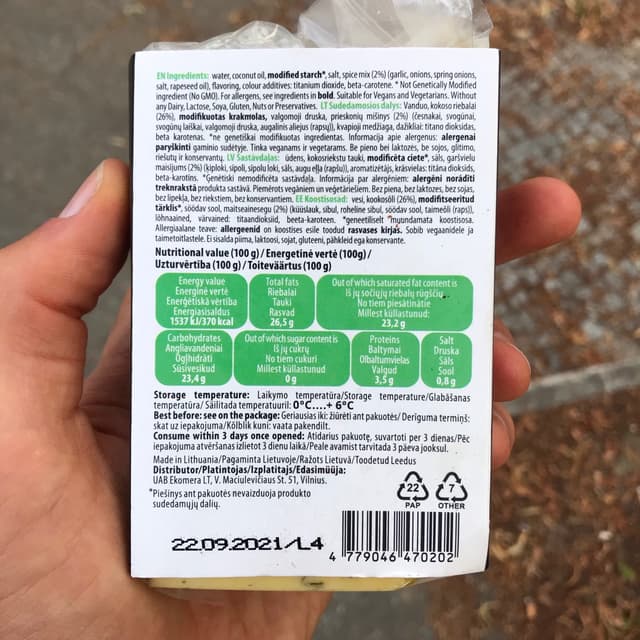 EN Ingredients: water, coconut oil, modified starch*, salt, spice mix (2%) (garlic, onions, spring onions,
salt, rapeseed oil), flavoring, colour additives: titanium dioxide, beta-carotene. * Not Genetically Modified
ingredient (No GMO). For allergens, see ingredients in bold. Suitable for Vegans and Vegetarians. Without
any Dairy, Lactose, Soya, Gluten, Nuts or Preservatives. LT Sudedamosios dalys: Vanduo, kokoso riebalai
(26%), modifikuotas krakmolas, valgomoji druska, prieskonių mišinys (2%) (česnakai, svogūnai,
svogūnų laiškai, valgomoji druska, augalinis aliejus (rapsų)), kvapioji medžiaga, dažikliai: titano dioksidas,
beta karotenas. *ne genetiškai modifikuotas ingredientas. Informacija apie alergenus: alergenai
paryškinti gaminio sudėtyje. Tinka veganams ir vegetarams. Be pieno bei laktozės, be sojos, glitimo,
riešutų ir konservantų. LV Sastāvdaļas: ūdens, kokosriekstu tauki, modificēta ciete*, sāls, garšvielu
maisījums (2%) (ķiploki, sīpoli, sīpolu loki, sāls, augu eļļa (rapšu)), aromatizētājs, krāsvielas: titāna dioksīds,
beta-karotīns. *Ģenētiski nemodificēta sastāvdaļa. Informācija par alergēniem: alergēni norādīti
treknrakstā produkta sastāvā. Piemērots vegāniem un veģetāriešiem. Bez piena, bez laktozes, bez sojas,
bez lipekļa, bez riekstiem, bez konservantiem. EE Koostisosad: vesi, kookosõli (26%), modifitseeritud
tärklis*, söödav sool, maitseainesegu (2%) (küüslauk, sibul, roheline sibul, söödav sool, taimeõli (raps)),
lõhnaained, värvained: titaandioksiid, beeta-karoteen. *geneetiliselt muundamata koostisosa.
Allergiaalane teave: allergeenid on koostises esile toodud rasvases kirjas. Sobib veganidele ja
taimetoitlastele. Ei sisalda piima, laktoosi, sojat, gluteeni, pähkleid ega konservante.
Nutritional value (100 g) / Energetinė vertė (100g) /
Uzturvērtība (100 g) / Toiteväärtus (100 g)
Energy value
Energinė vertė
Enerģētiskā vērtība
Energiasisaldus
1537 kJ/370 kcal
Total fats
Riebalai
Tauki
Rasvad
26,5 g
Out of which saturated fat content is
Iš jų sočiųjų riebalų rūgščių
No tiem piesātinātie
Millest küllastunud:
23,2 g
Carbohydrates
Angliavandeniai
Ogļhidrāti
Süsivesikud
23,4 g
Out of which sugar content is
Iš jų cukrų
No tiem cukuri
Millest küllastunud
0 g
Proteins
Baltymai
Olbaltumvielas
Valgud
3,5 g
Salt
Druska
Sāls
Sool
0,8 g
Storage temperature: Laikymo temperatūra/Storage temperature/Glabāšanas
temperatūra/ Säilitada temperatuuril: 0°C....+ 6°C
Best before: see on the package: Geriausias iki: žiūrėti ant pakuotės/ Derīguma termiņš:
skat uz iepakojuma/Kõlblik kuni: vaata pakendilt.
Consume within 3 days once opened: Atidarius pakuotę, suvartoti per 3 dienas/Pēc
iepakojuma atvēršanas izlietot 3 dienu laikā/Peale avamist tarvitada 3 päeva jooksul.
Made in Lithuania/Pagaminta Lietuvoje/Ražots Lietuvā/Toodetud Leedus
Distributor/Platintojas/Izplatītajs/Edasimüüja:
UAB Ekomera LT, V. Maciulevičiaus St. 51, Vilnius.
*Piešinys ant pakuotės nevaizduoja produkto
sudedamųjų dalių.
22
PAP
7
OTHER
22.09.2021/L4
4 779046 470202